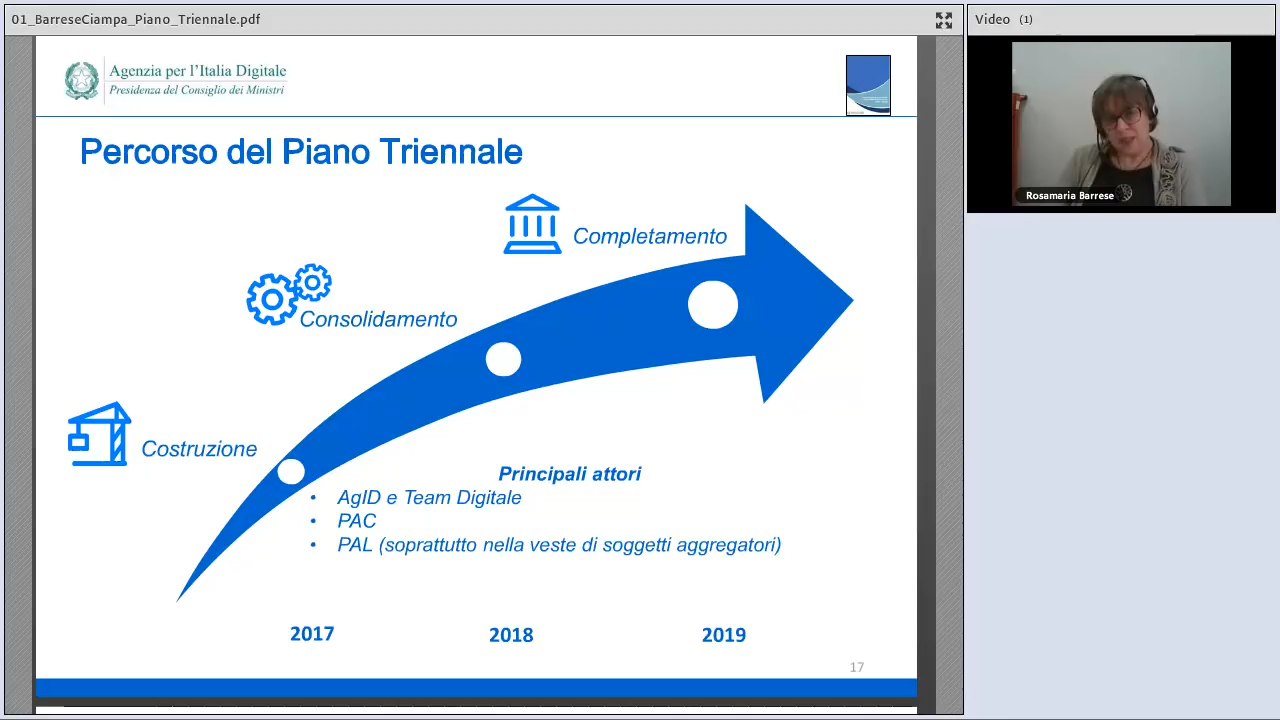 01_BarreseCiampa_Piano_Triennale.pdf
Video (1)
Agenzia per l'Italia Digitale
Presidenza del Consiglio dei Ministri
Rosamaria Barrese
Percorso del Piano Triennale
Completamento
Consolidamento
Costruzione
Principali attori
• AgID e Team Digitale
• PAC
• PAL (soprattutto nella veste di soggetti aggregatori)
2017 2018 2019
17